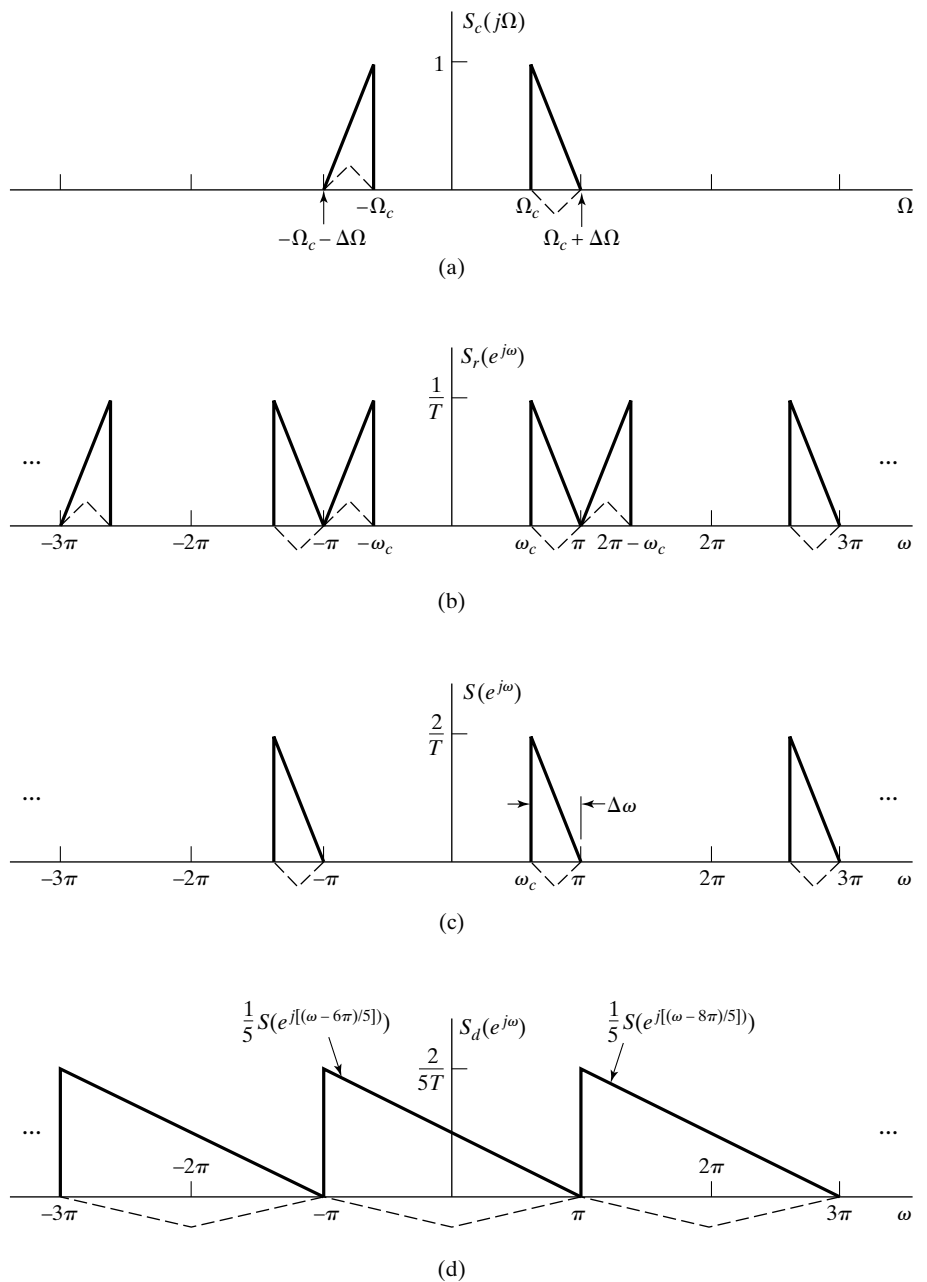 S_c(jΩ)
1
−Ω_c Ω_c Ω
−Ω_c − ΔΩ Ω_c + ΔΩ
(a)
S_r(e^{jω})
1/T
... ...
−3π −2π −π −ω_c ω_c π 2π − ω_c 2π 3π ω
(b)
S(e^{jω})
2/T
... Δω ...
−3π −2π −π ω_c π 2π 3π ω
(c)
1/5 S(e^{j[(ω − 6π)/5]}) S_d(e^{jω}) 1/5 S(e^{j[(ω − 8π)/5]})
2/5T
... ...
−2π 2π
−3π −π π 3π ω
(d)